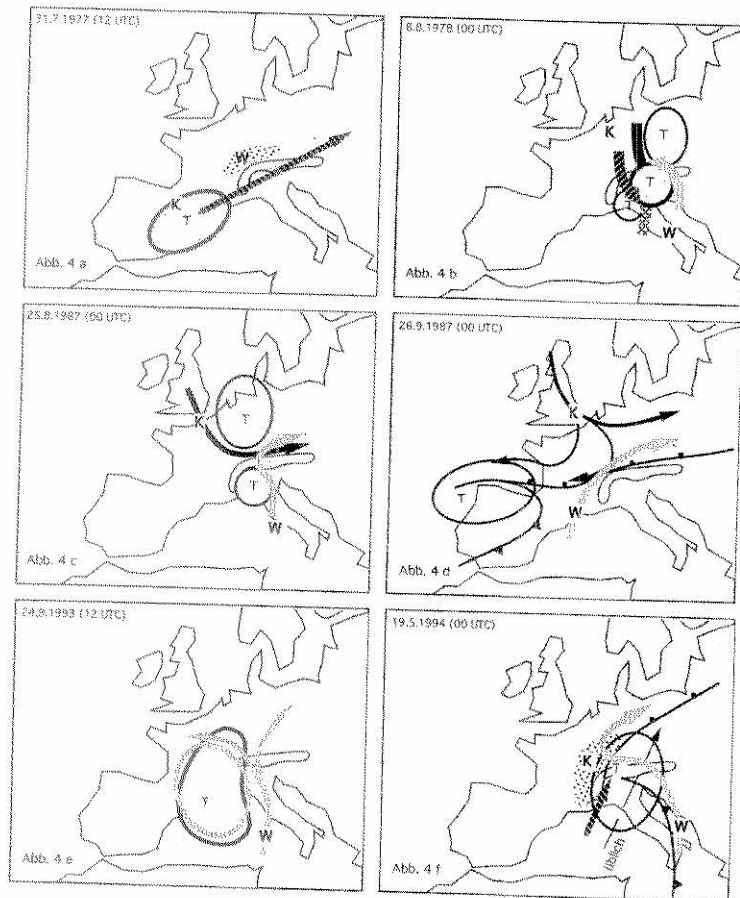 31.7.1977 (12 UTC)
W
K
T
Abb. 4 a
8.8.1978 (00 UTC)
K
T
T
T
W
Abb. 4 b
25.8.1987 (00 UTC)
K
T
T
W
Abb. 4 c
26.9.1987 (00 UTC)
K
T
W
Abb. 4 d
24.9.1993 (12 UTC)
T
W
Abb. 4 e
19.5.1994 (00 UTC)
K
T
W
üblich
Abb. 4 f